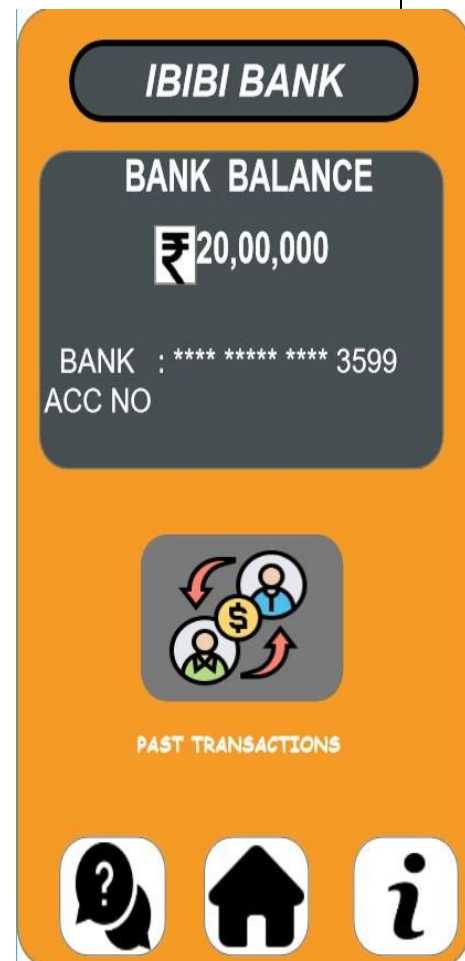 IBIBI BANK
BANK BALANCE
₹20,00,000
BANK : **** ***** **** 3599
ACC NO
$
PAST TRANSACTIONS
?
i